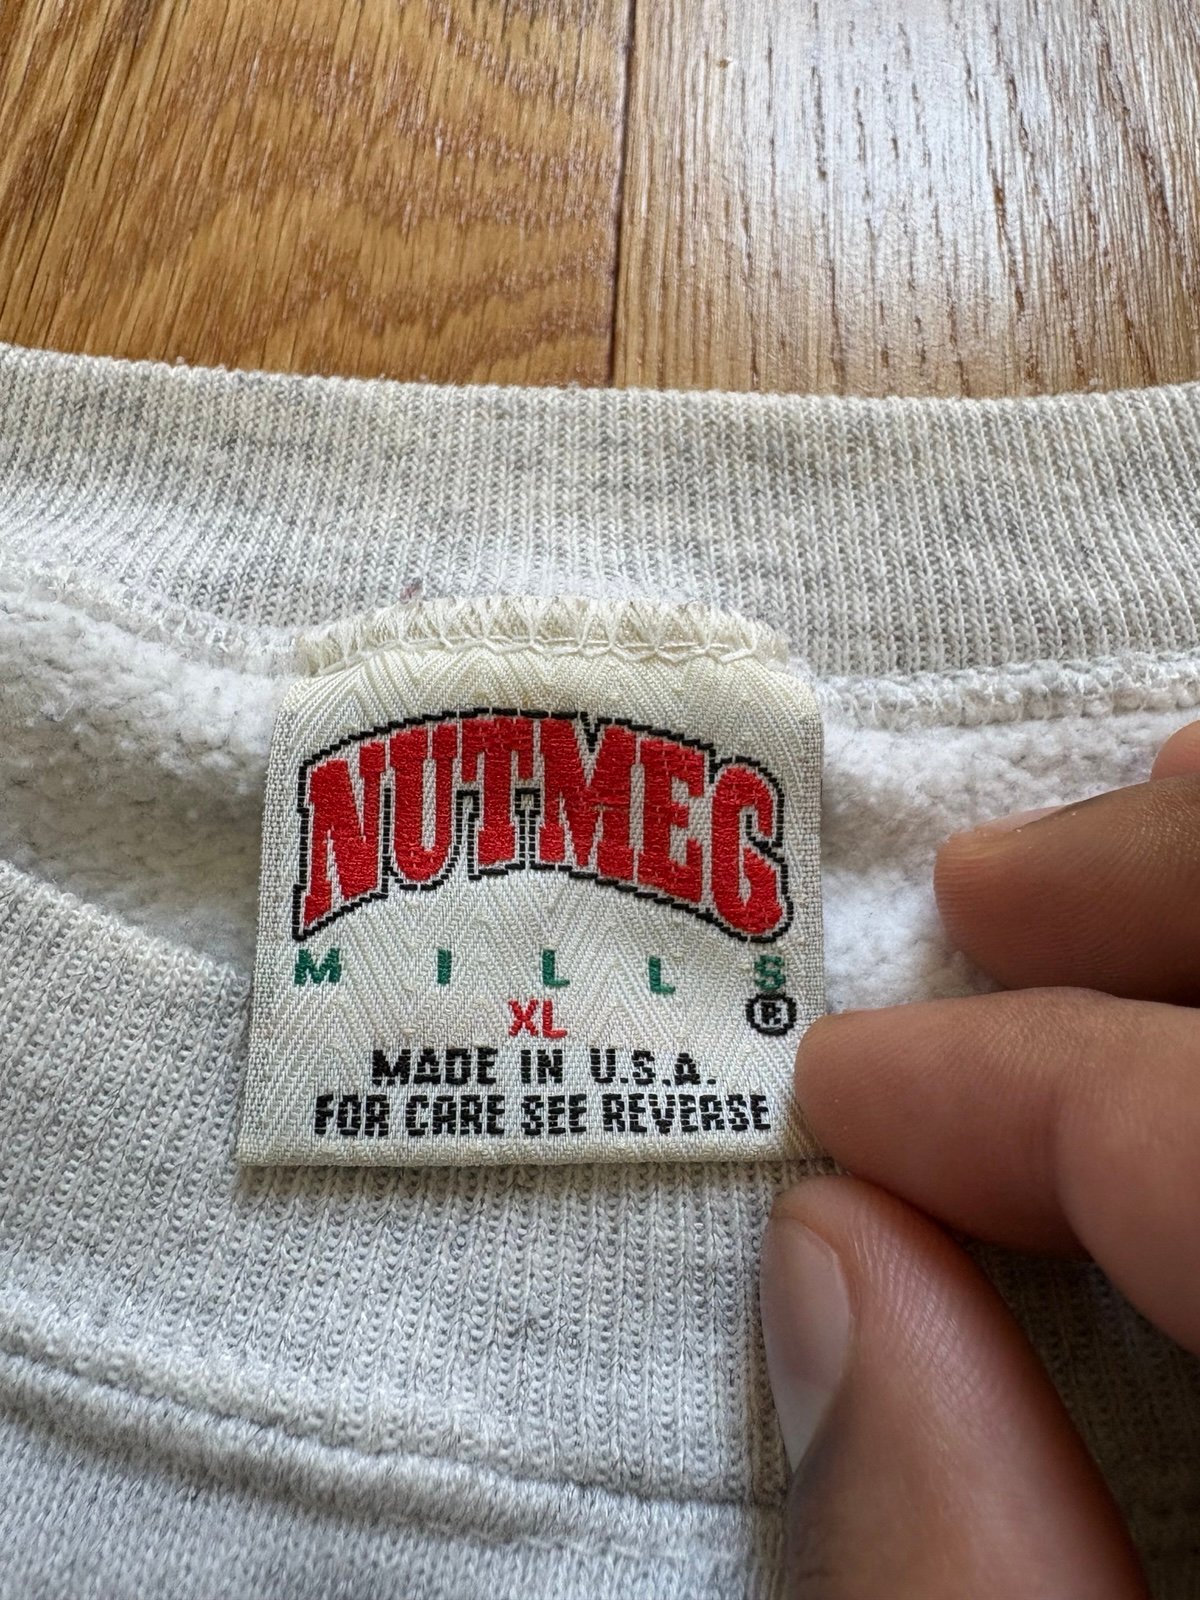 NUTMEG
MILLS
®
XL
MADE IN U.S.A.
FOR CARE SEE REVERSE